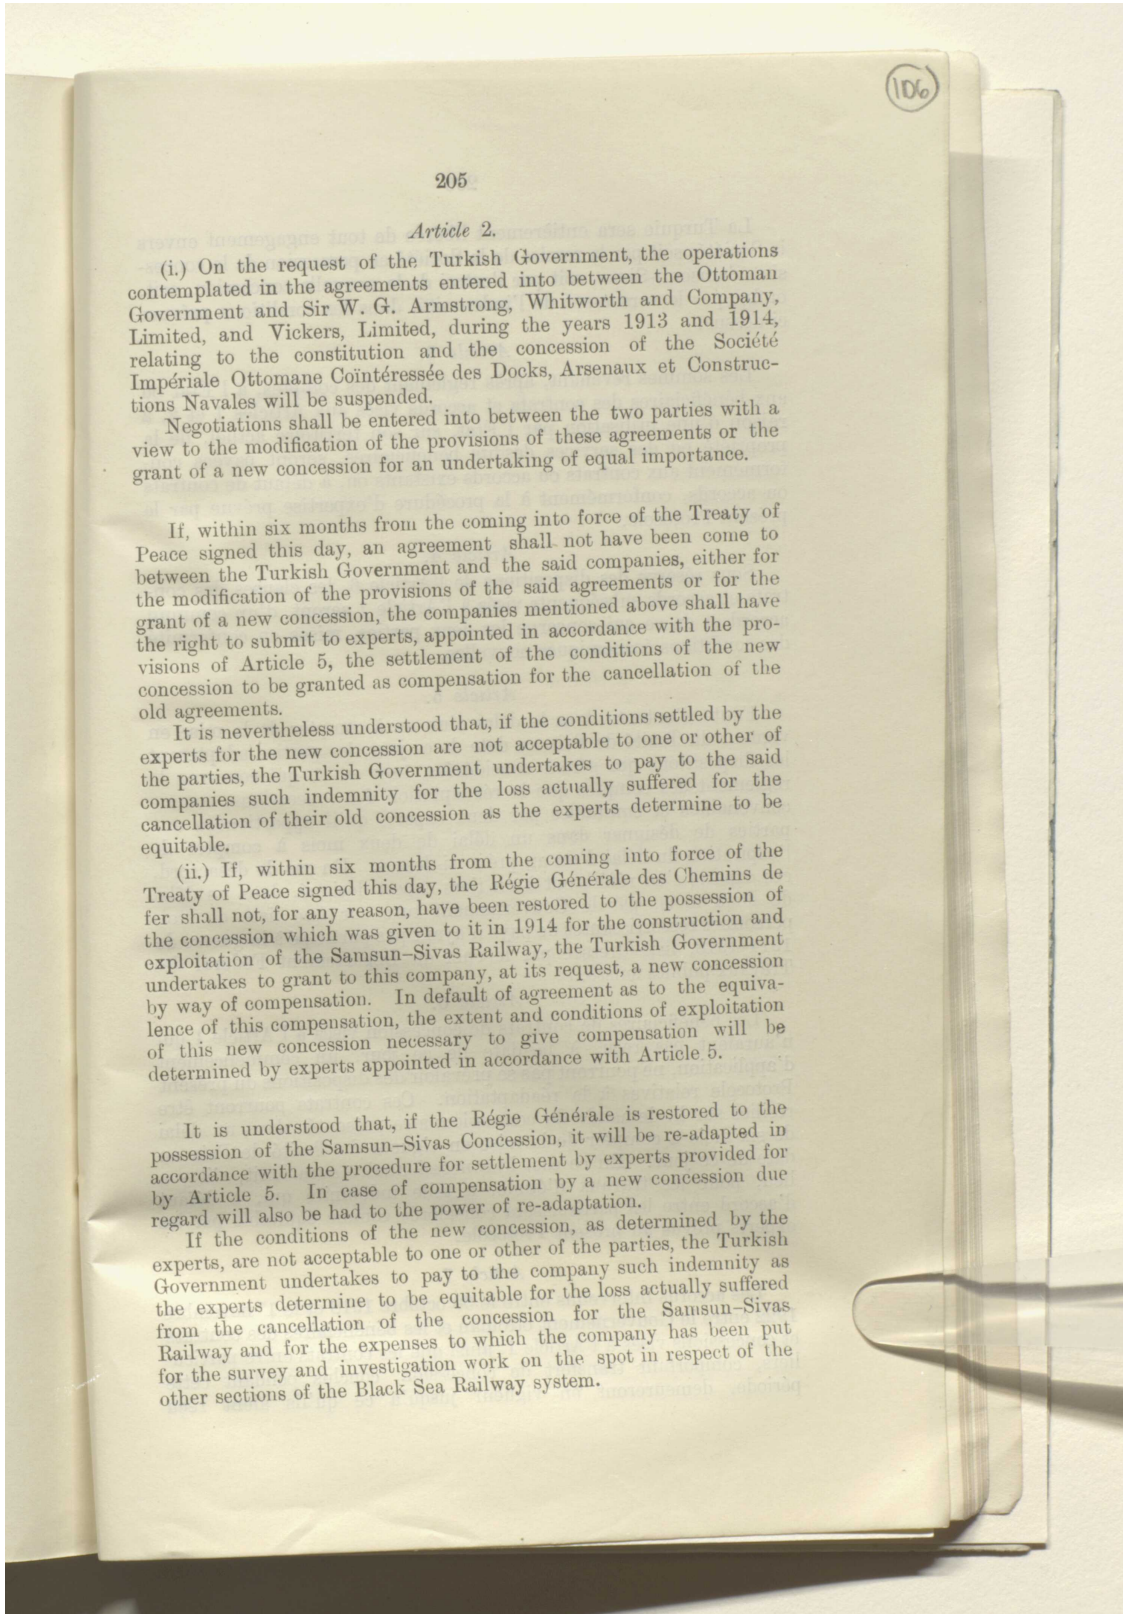 106
205
Article 2.
(i.) On the request of the Turkish Government, the operations
contemplated in the agreements entered into between the Ottoman
Government and Sir W. G. Armstrong, Whitworth and Company,
Limited, and Vickers, Limited, during the years 1913 and 1914,
relating to the constitution and the concession of the Société
Impériale Ottomane Coïntéressée des Docks, Arsenaux et Construc-
tions Navales will be suspended.
Negotiations shall be entered into between the two parties with a
view to the modification of the provisions of these agreements or the
grant of a new concession for an undertaking of equal importance.
If, within six months from the coming into force of the Treaty of
Peace signed this day, an agreement shall not have been come to
between the Turkish Government and the said companies, either for
the modification of the provisions of the said agreements or for the
grant of a new concession, the companies mentioned above shall have
the right to submit to experts, appointed in accordance with the pro-
visions of Article 5, the settlement of the conditions of the new
concession to be granted as compensation for the cancellation of the
old agreements.
It is nevertheless understood that, if the conditions settled by the
experts for the new concession are not acceptable to one or other of
the parties, the Turkish Government undertakes to pay to the said
companies such indemnity for the loss actually suffered for the
cancellation of their old concession as the experts determine to be
equitable.
(ii.) If, within six months from the coming into force of the
Treaty of Peace signed this day, the Régie Générale des Chemins de
fer shall not, for any reason, have been restored to the possession of
the concession which was given to it in 1914 for the construction and
exploitation of the Samsun–Sivas Railway, the Turkish Government
undertakes to grant to this company, at its request, a new concession
by way of compensation. In default of agreement as to the equiva-
lence of this compensation, the extent and conditions of exploitation
of this new concession necessary to give compensation will be
determined by experts appointed in accordance with Article 5.
It is understood that, if the Régie Générale is restored to the
possession of the Samsun–Sivas Concession, it will be re-adapted in
accordance with the procedure for settlement by experts provided for
by Article 5. In case of compensation by a new concession due
regard will also be had to the power of re-adaptation.
If the conditions of the new concession, as determined by the
experts, are not acceptable to one or other of the parties, the Turkish
Government undertakes to pay to the company such indemnity as
the experts determine to be equitable for the loss actually suffered
from the cancellation of the concession for the Samsun–Sivas
Railway and for the expenses to which the company has been put
for the survey and investigation work on the spot in respect of the
other sections of the Black Sea Railway system.